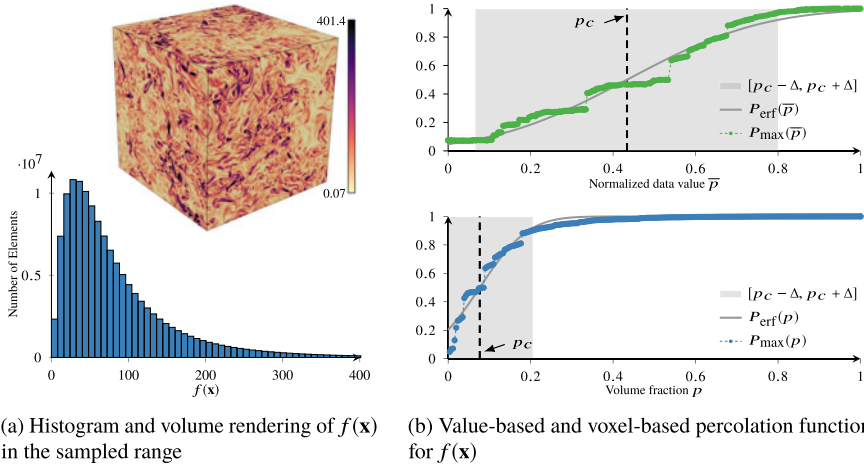 401.4
0.07
·10⁷
1
0.5
0
Number of Elements
0 100 200 300 400
f(x)
(a) Histogram and volume rendering of f(x)
in the sampled range
1
0.8
0.6
0.4
0.2
0
p_C
[p_C − Δ, p_C + Δ]
P_erf(p̅)
P_max(p̅)
0 0.2 0.4 0.6 0.8 1
Normalized data value p̅
1
0.8
0.6
0.4
0.2
0
[p_C − Δ, p_C + Δ]
P_erf(p)
P_max(p)
p_C
0 0.2 0.4 0.6 0.8 1
Volume fraction p
(b) Value-based and voxel-based percolation function
for f(x)